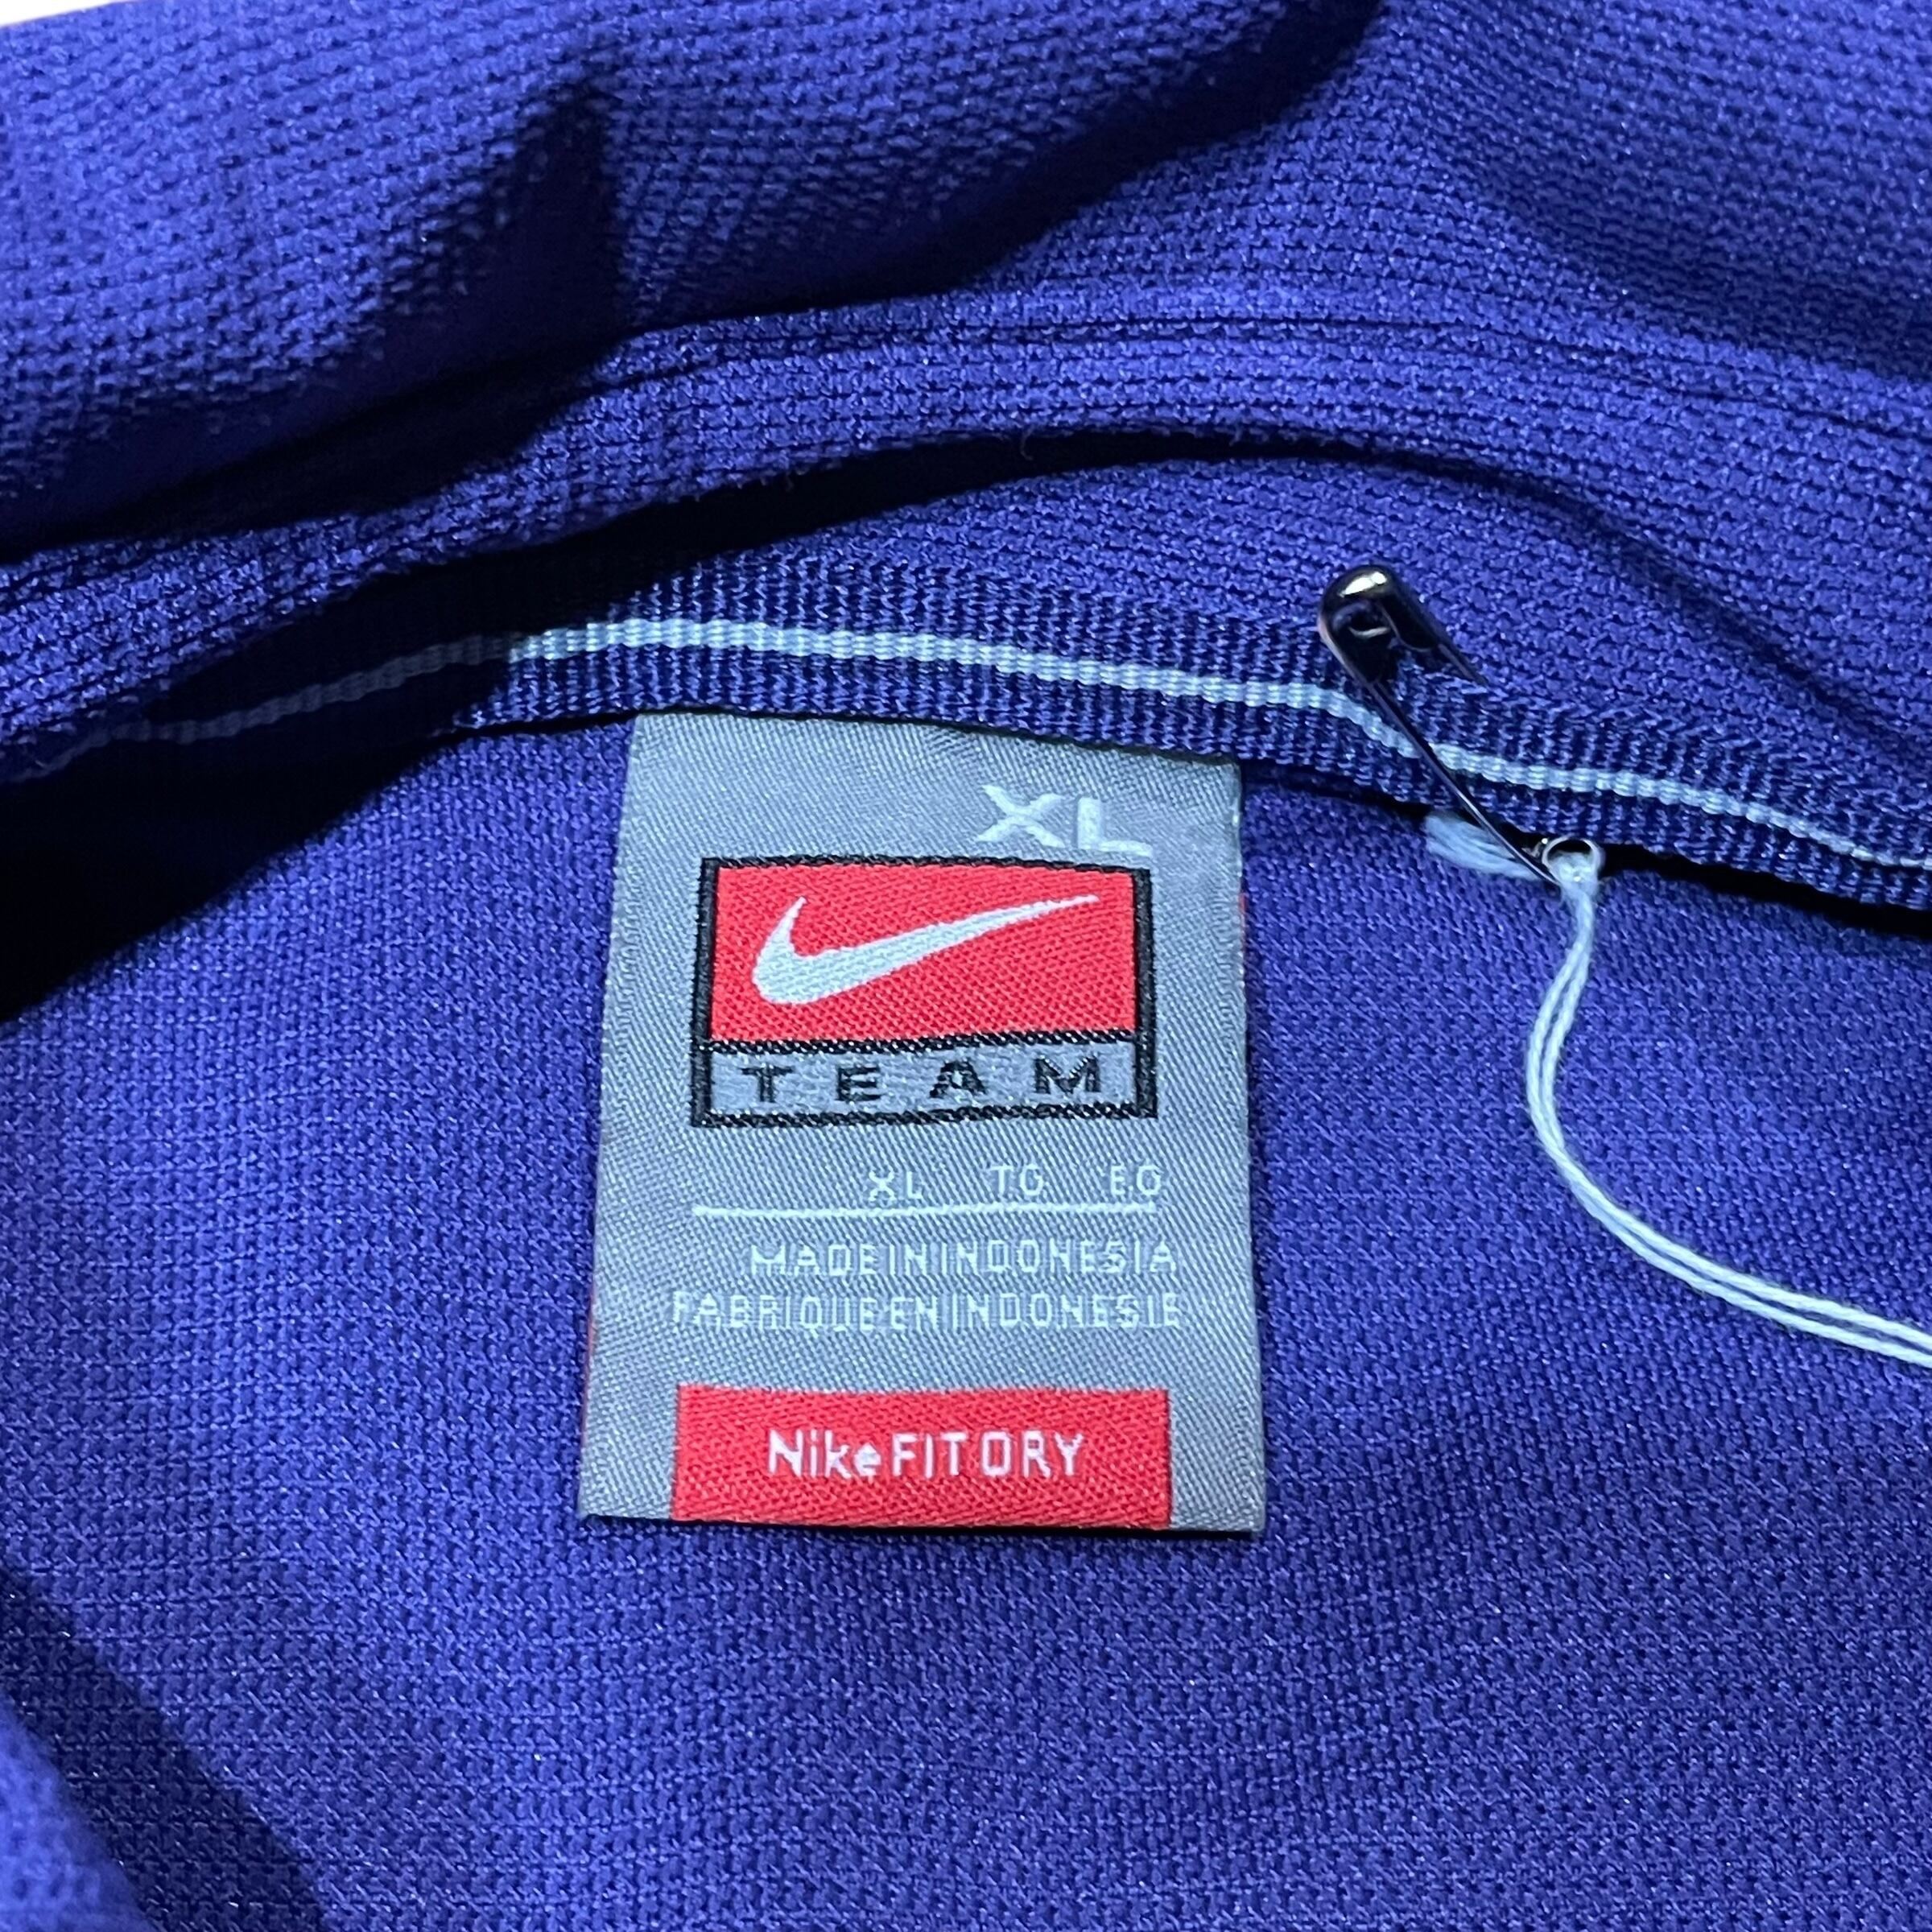 XL
TEAM
XL TG EG
MADE IN INDONESIA
FABRIQUE EN INDONESIE
Nike FIT DRY